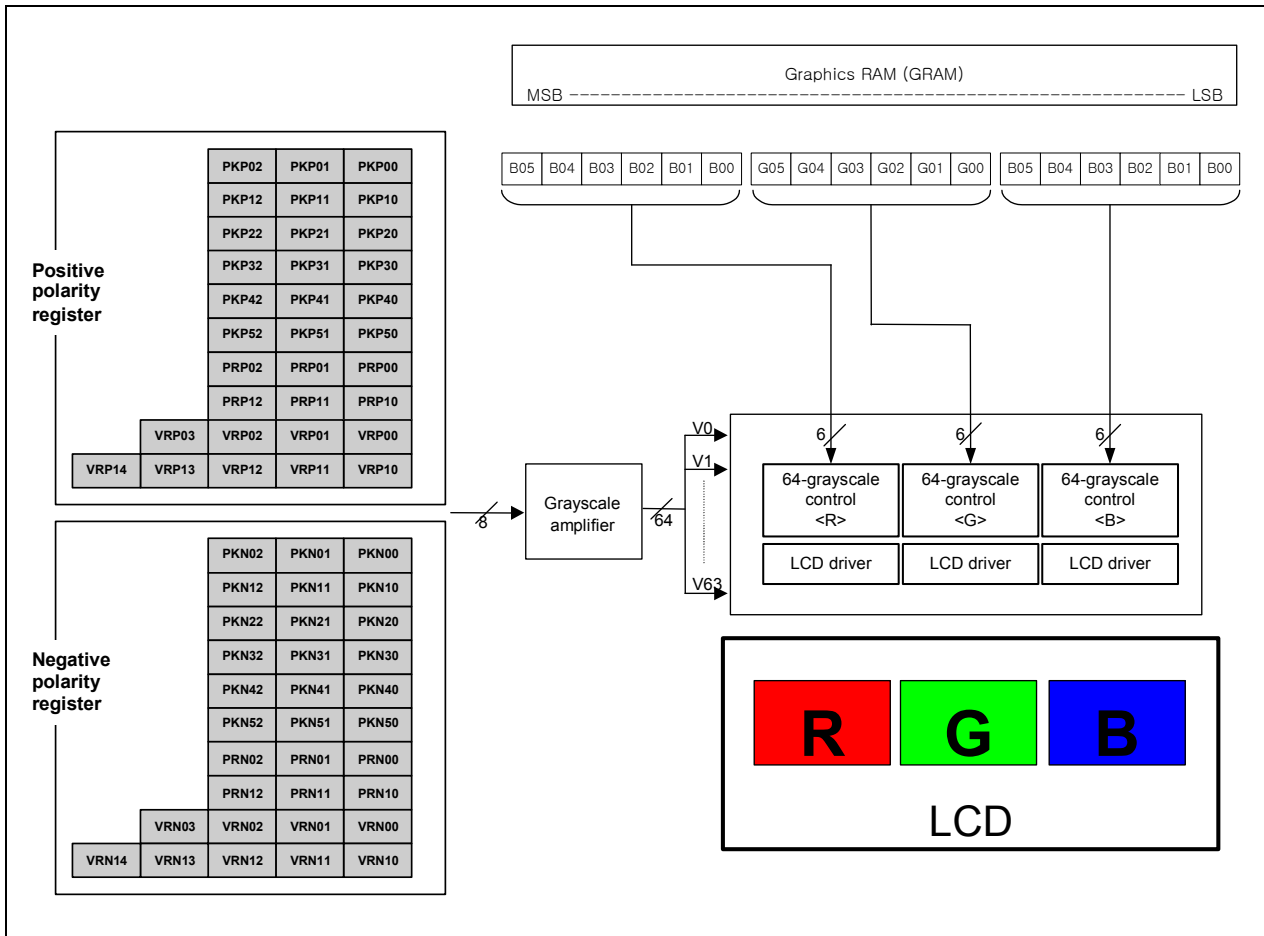 Graphics RAM (GRAM)
MSB ------------------------------------------------------------ LSB
B05 B04 B03 B02 B01 B00 G05 G04 G03 G02 G01 G00 B05 B04 B03 B02 B01 B00
Positive
polarity
register
PKP02 PKP01 PKP00
PKP12 PKP11 PKP10
PKP22 PKP21 PKP20
PKP32 PKP31 PKP30
PKP42 PKP41 PKP40
PKP52 PKP51 PKP50
PRP02 PRP01 PRP00
PRP12 PRP11 PRP10
VRP03 VRP02 VRP01 VRP00
VRP14 VRP13 VRP12 VRP11 VRP10
Negative
polarity
register
PKN02 PKN01 PKN00
PKN12 PKN11 PKN10
PKN22 PKN21 PKN20
PKN32 PKN31 PKN30
PKN42 PKN41 PKN40
PKN52 PKN51 PKN50
PRN02 PRN01 PRN00
PRN12 PRN11 PRN10
VRN03 VRN02 VRN01 VRN00
VRN14 VRN13 VRN12 VRN11 VRN10
8
Grayscale
amplifier
64
V0
V1
V63
6 6 6
64-grayscale
control
<R>
64-grayscale
control
<G>
64-grayscale
control
<B>
LCD driver LCD driver LCD driver
R G B
LCD